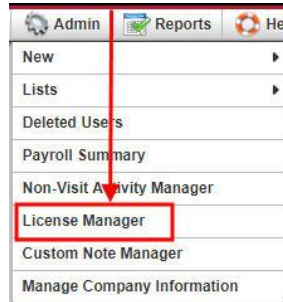 Admin Reports He
New
Lists
Deleted Users
Payroll Summary
Non-Visit Activity Manager
License Manager
Custom Note Manager
Manage Company Information